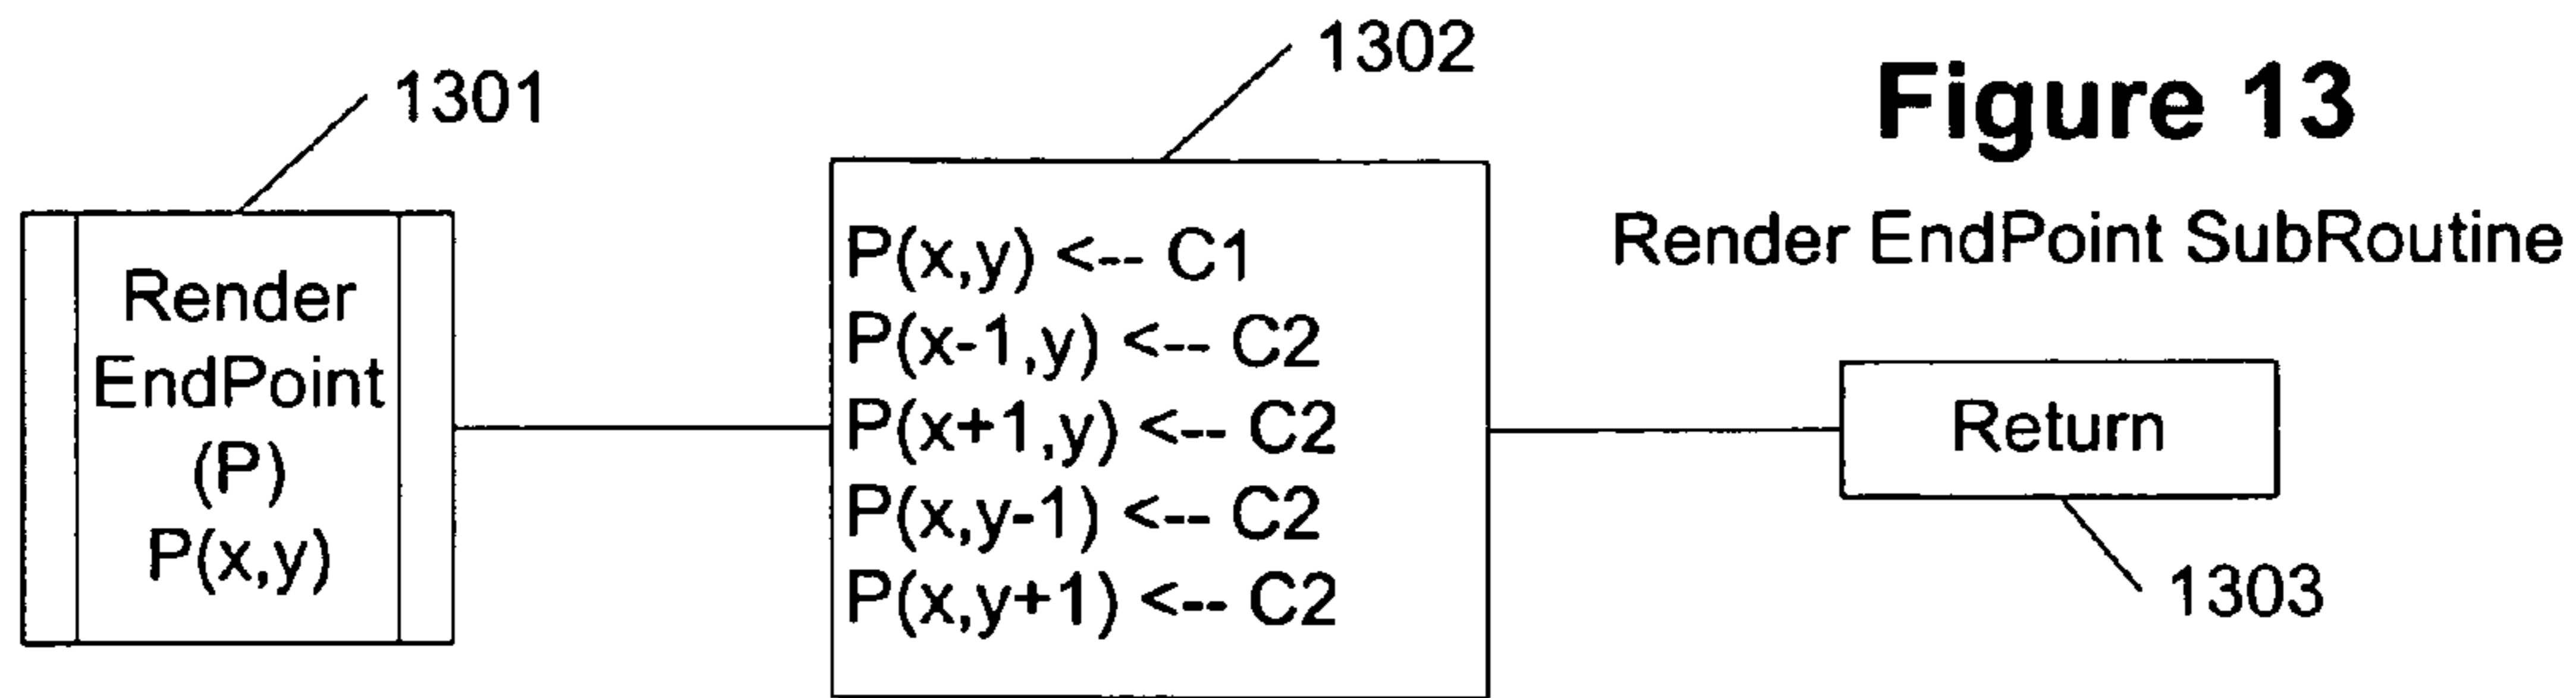 1301
Render
EndPoint
(P)
P(x,y)
1302
P(x,y) <-- C1
P(x-1,y) <-- C2
P(x+1,y) <-- C2
P(x,y-1) <-- C2
P(x,y+1) <-- C2
Figure 13
Render EndPoint SubRoutine
Return
1303